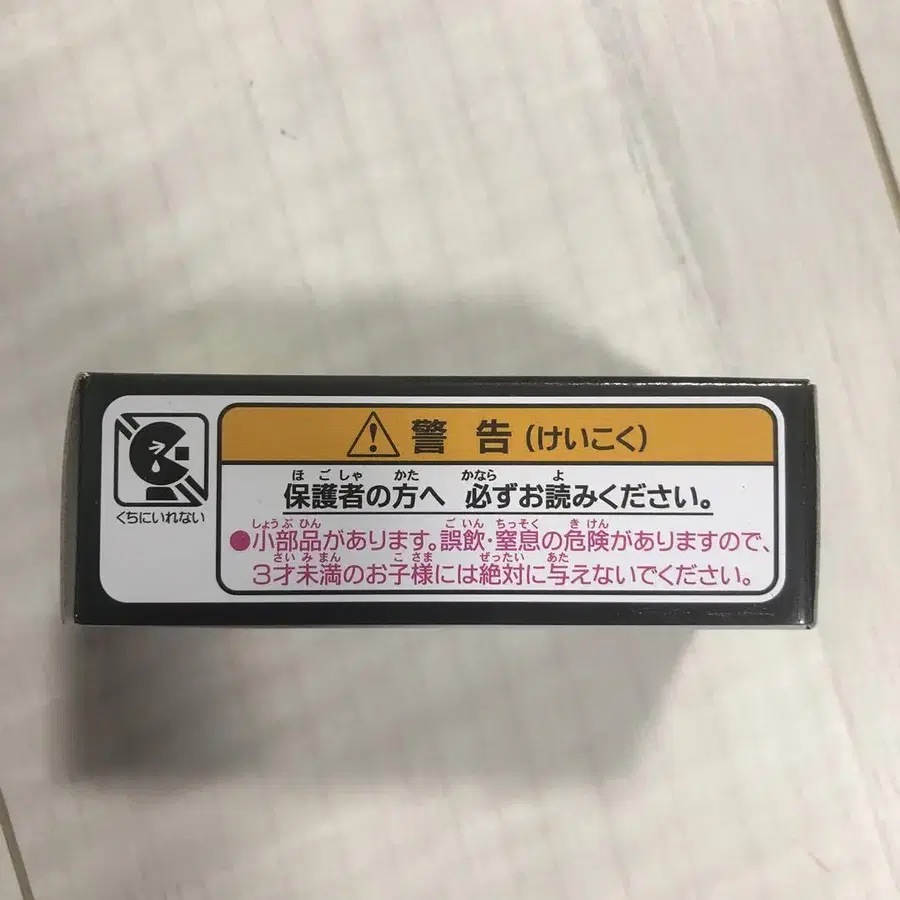 くちにいれない
⚠警告(けいこく)
ほごしゃ かた かなら よ
保護者の方へ 必ずお読みください。
しょうぶひん ごいん ちっそく きけん
●小部品があります。誤飲・窒息の危険がありますので、
さいみまん こさま ぜったい あた
3才未満のお子様には絶対に与えないでください。